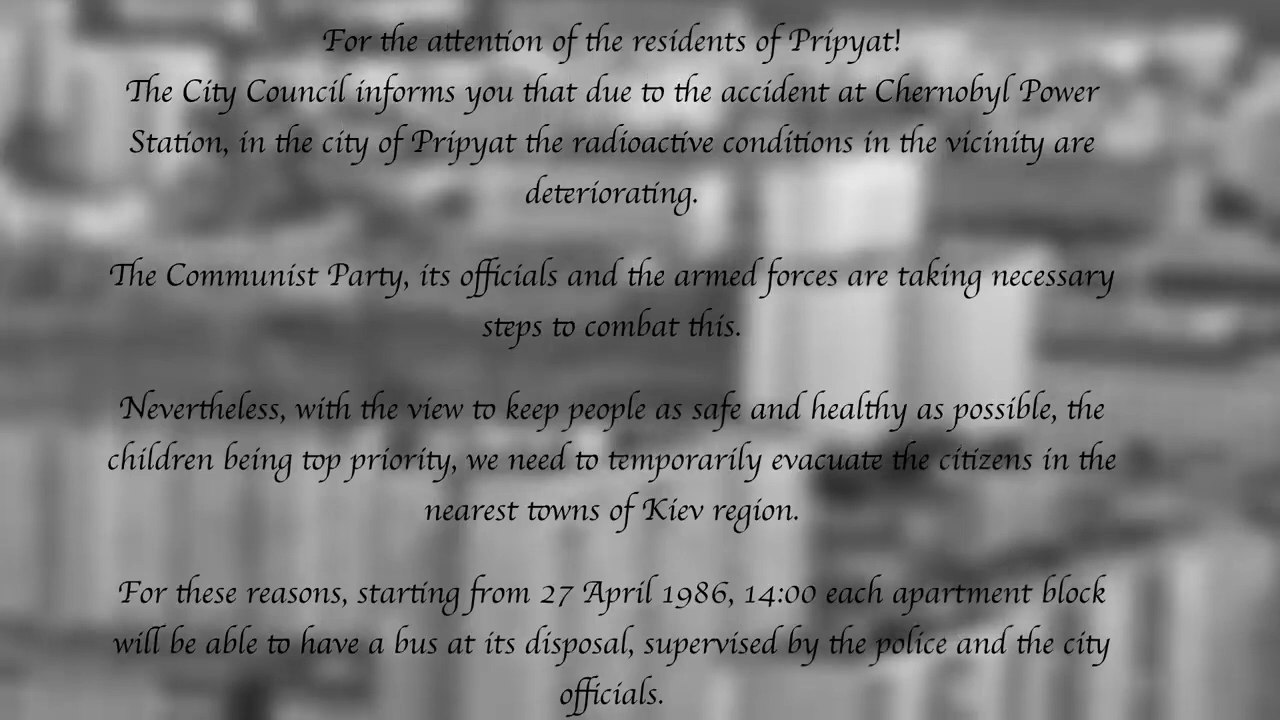 For the attention of the residents of Pripyat!
The City Council informs you that due to the accident at Chernobyl Power
Station, in the city of Pripyat the radioactive conditions in the vicinity are
deteriorating.
The Communist Party, its officials and the armed forces are taking necessary
steps to combat this.
Nevertheless, with the view to keep people as safe and healthy as possible, the
children being top priority, we need to temporarily evacuate the citizens in the
nearest towns of Kiev region.
For these reasons, starting from 27 April 1986, 14:00 each apartment block
will be able to have a bus at its disposal, supervised by the police and the city
officials.